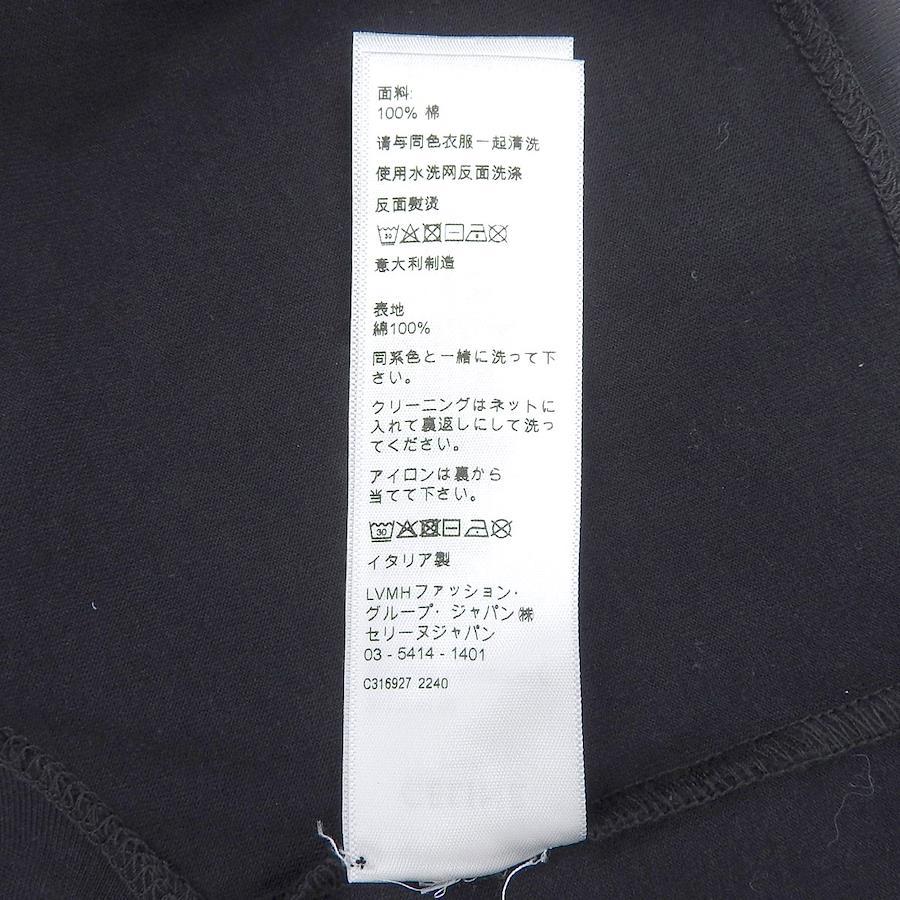 面料:
100% 棉
请与同色衣服一起清洗
使用水洗网反面洗涤
反面熨烫
30
意大利制造
表地
綿100%
同系色と一緒に洗って下
さい。
クリーニングはネットに
入れて裏返しにして洗っ
てください。
アイロンは裏から
当てて下さい。
30
イタリア製
LVMHファッション・
グループ・ジャパン㈱
セリーヌジャパン
03 - 5414 - 1401
C316927 2240